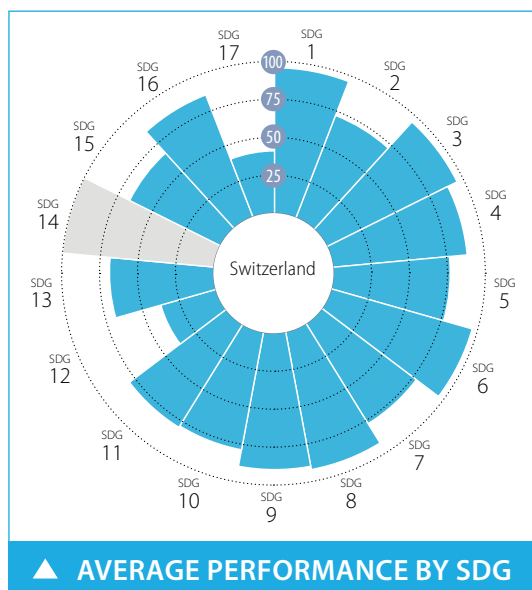 SDG
1
SDG
2
SDG
3
SDG
4
SDG
5
SDG
6
SDG
7
SDG
8
SDG
9
SDG
10
SDG
11
SDG
12
SDG
13
SDG
14
SDG
15
SDG
16
SDG
17
100
75
50
25
Switzerland
▲ AVERAGE PERFORMANCE BY SDG